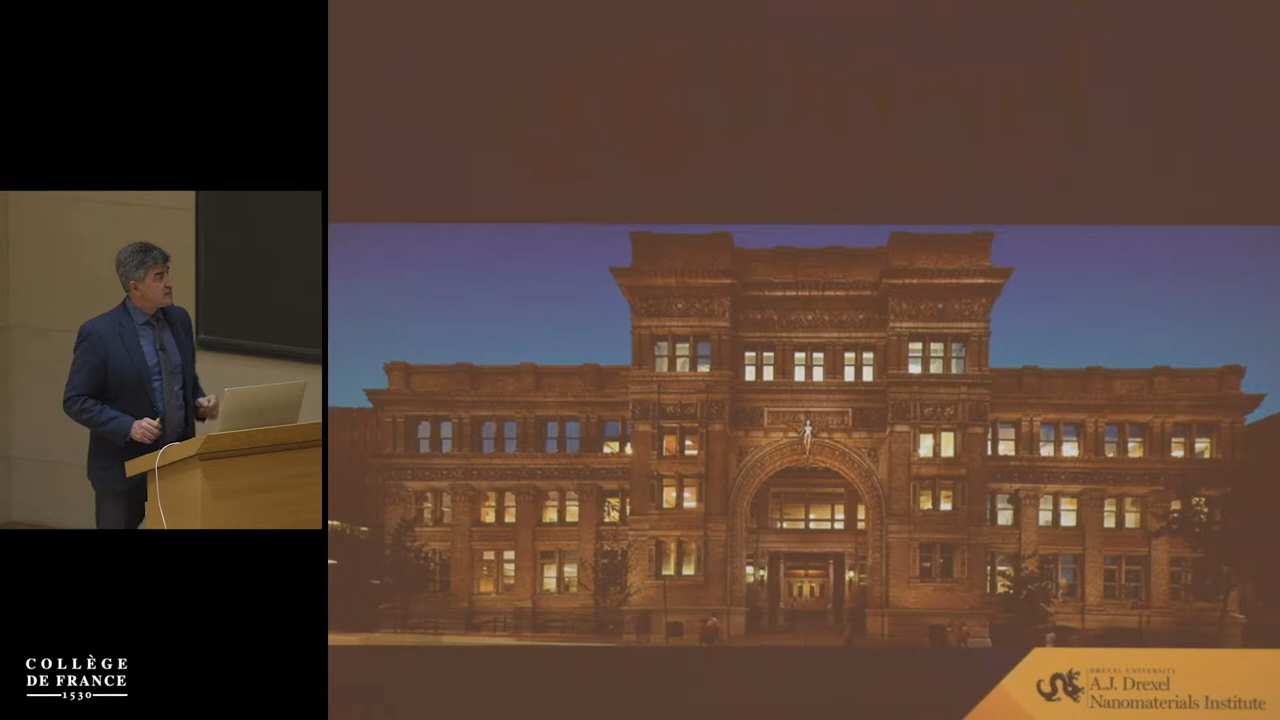 COLLÈGE
DE FRANCE
1530
DREXEL UNIVERSITY
A.J. Drexel
Nanomaterials Institute